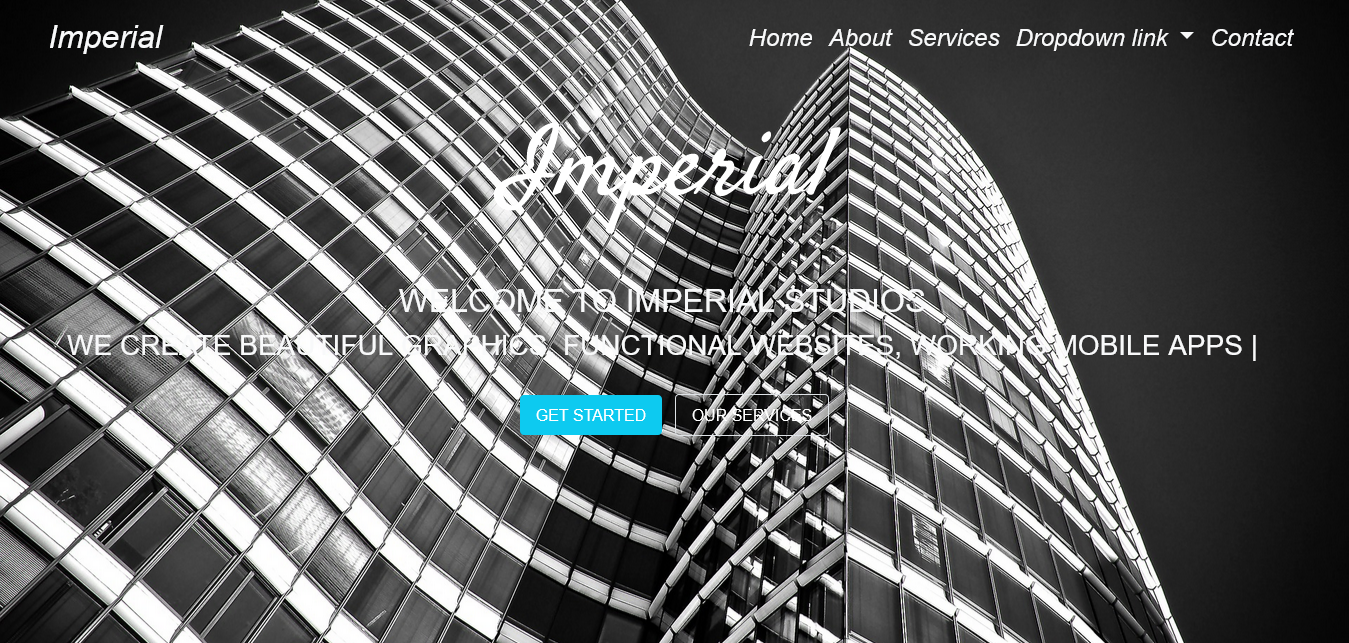 Imperial
Home About Services Dropdown link Contact
Imperial
WELCOME TO IMPERIAL STUDIOS
WE CREATE BEAUTIFUL GRAPHICS, FUNCTIONAL WEBSITES, WORKING MOBILE APPS |
GET STARTED OUR SERVICES